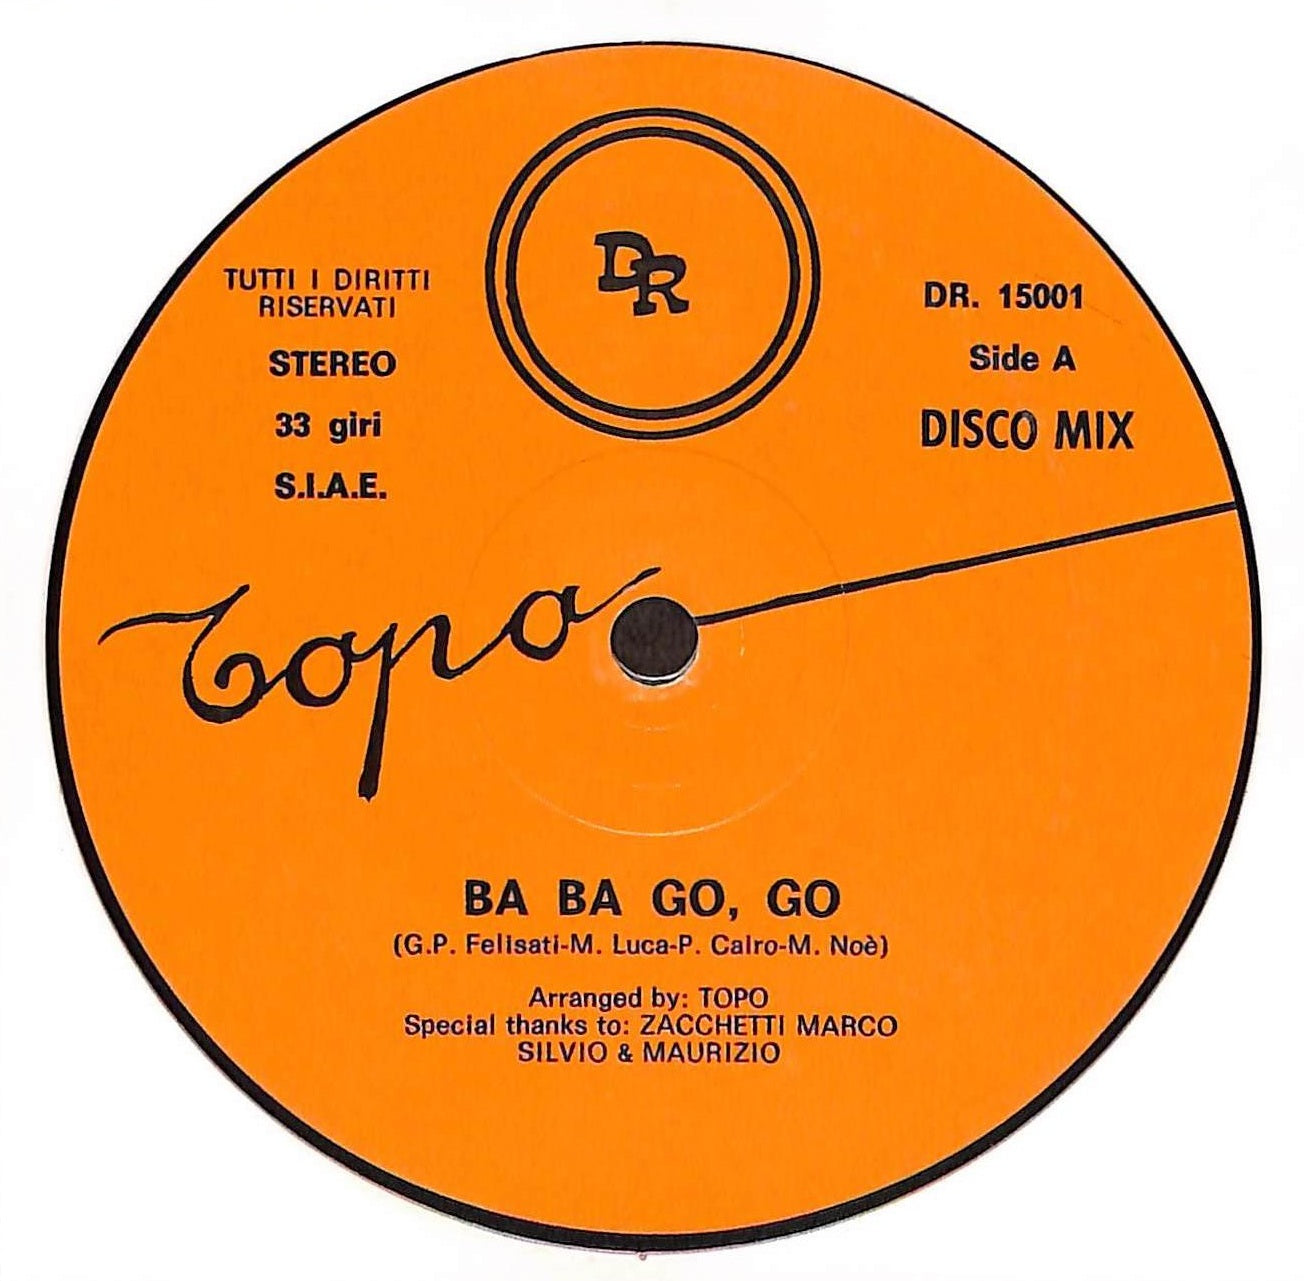 DR
TUTTI I DIRITTI
RISERVATI
STEREO
33 giri
S.I.A.E.
DR. 15001
Side A
DISCO MIX
Topo
BA BA GO, GO
(G.P. Felisati-M. Luca-P. Cairo-M. Noè)
Arranged by: TOPO
Special thanks to: ZACCHETTI MARCO
SILVIO & MAURIZIO